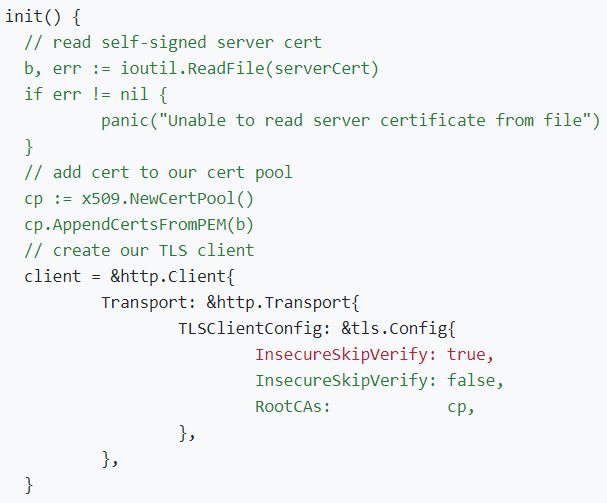 init() {
  // read self-signed server cert
  b, err := ioutil.ReadFile(serverCert)
  if err != nil {
          panic("Unable to read server certificate from file")
  }
  // add cert to our cert pool
  cp := x509.NewCertPool()
  cp.AppendCertsFromPEM(b)
  // create our TLS client
  client = &http.Client{
          Transport: &http.Transport{
                  TLSClientConfig: &tls.Config{
                          InsecureSkipVerify: true,
                          InsecureSkipVerify: false,
                          RootCAs:            cp,
                  },
          },
  }